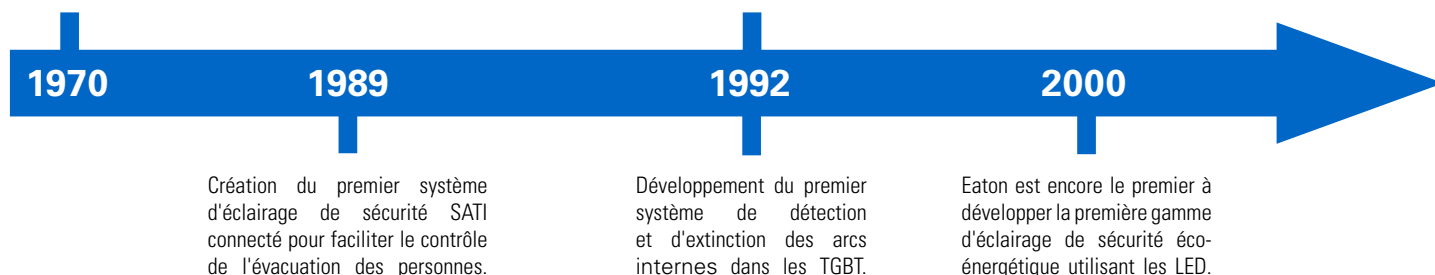 1970 1989 1992 2000
Création du premier système
d'éclairage de sécurité SATI
connecté pour faciliter le contrôle
de l'évacuation des personnes.
Développement du premier
système de détection
et d'extinction des arcs
internes dans les TGBT.
Eaton est encore le premier à
développer la première gamme
d'éclairage de sécurité éco-
énergétique utilisant les LED.